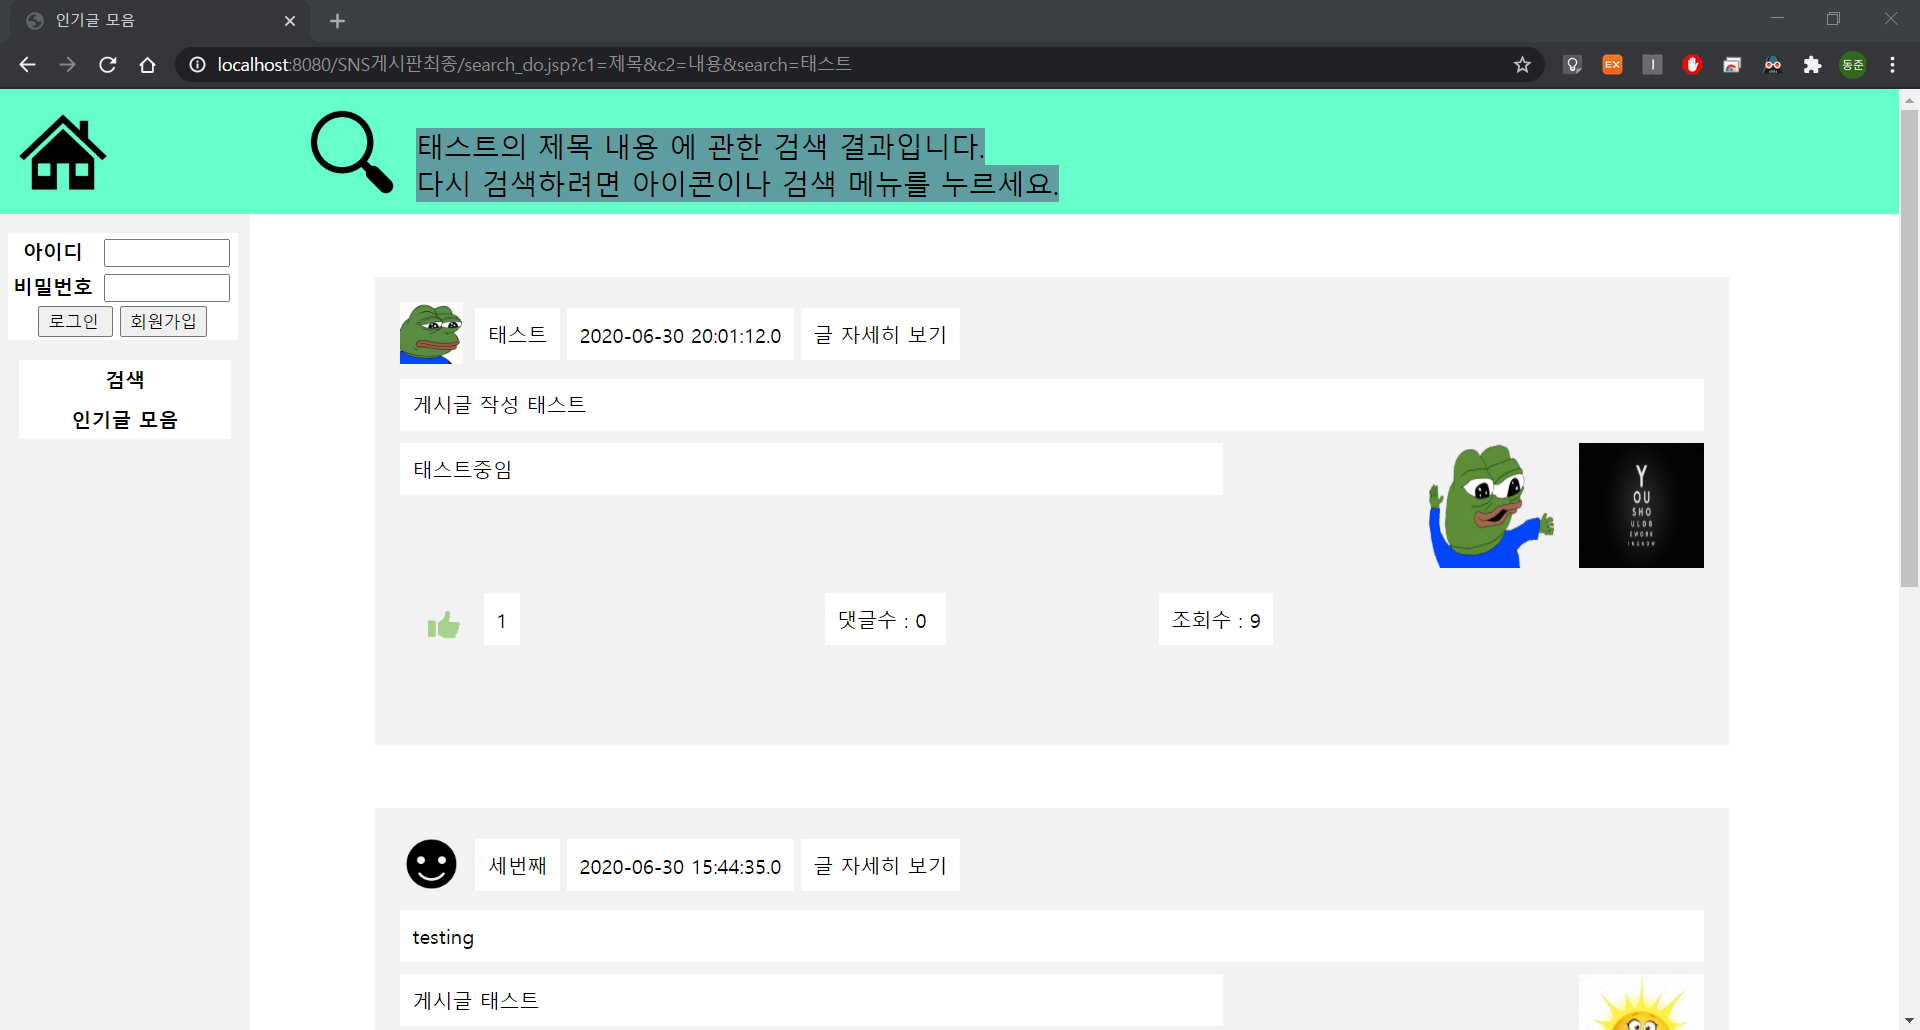 인기글 모음
localhost:8080/SNS게시판최종/search_do.jsp?c1=제목&c2=내용&search=태스트
EX
I
동준
태스트의 제목 내용 에 관한 검색 결과입니다.
다시 검색하려면 아이콘이나 검색 메뉴를 누르세요.
아이디
비밀번호
로그인 회원가입
검색
인기글 모음
태스트 2020-06-30 20:01:12.0 글 자세히 보기
게시글 작성 태스트
태스트중임
Y
OU
SHO
ULDB
EWORK
INGNOW
1 댓글수 : 0 조회수 : 9
세번째 2020-06-30 15:44:35.0 글 자세히 보기
testing
게시글 태스트